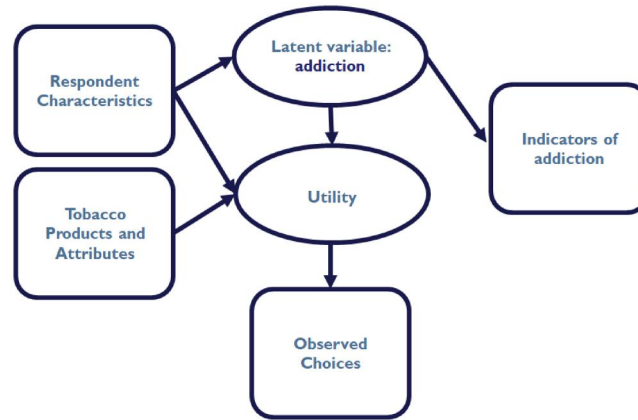 Latent variable:
addiction
Respondent
Characteristics
Indicators of
addiction
Utility
Tobacco
Products and
Attributes
Observed
Choices